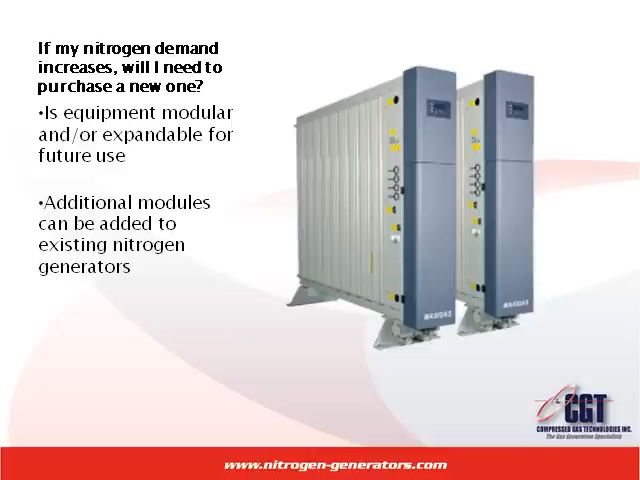 If my nitrogen demand
increases, will I need to
purchase a new one?
•Is equipment modular
and/or expandable for
future use
•Additional modules
can be added to
existing nitrogen
generators
MAXIGAS
MAXIGAS
CGT
COMPRESSED GAS TECHNOLOGIES INC.
The Gas Generation Specialists
www.nitrogen-generators.com